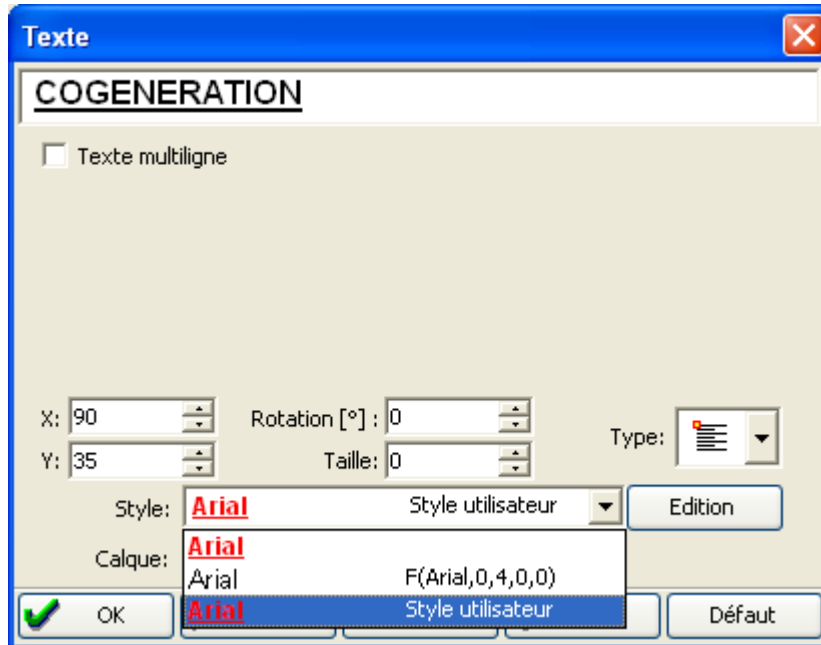 Texte
COGENERATION
Texte multiligne
X: 90 Rotation [°] : 0
Y: 35 Taille: 0
Type:
Style: Arial Style utilisateur Edition
Calque:
Arial
Arial F(Arial,0,4,0,0)
Arial Style utilisateur
OK Défaut